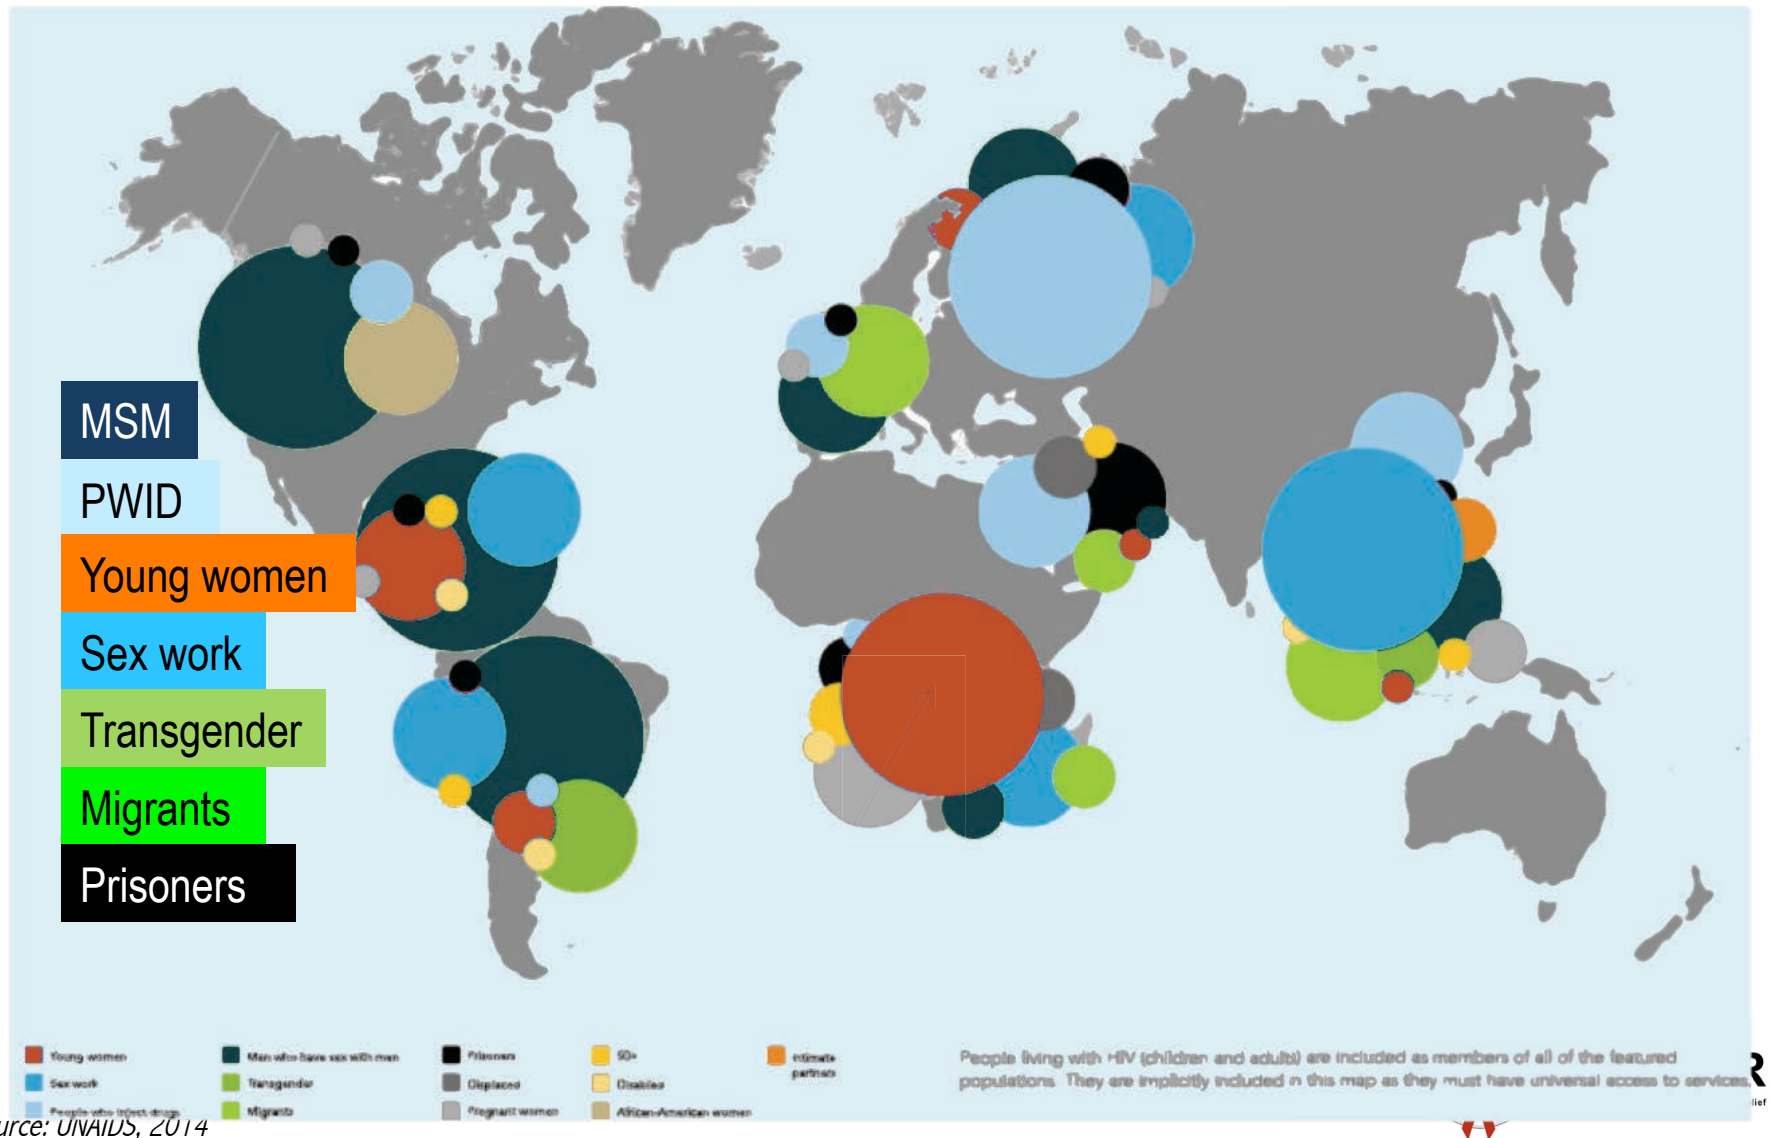 MSM
PWID
Young women
Sex work
Transgender
Migrants
Prisoners
Young women
Sex work
People who inject drugs
Men who have sex with men
Transgender
Migrants
Prisoners
Displaced
Pregnant women
50+
Disabled
African-American women
Intimate
partners
People living with HIV (children and adults) are included as members of all of the featured
populations. They are implicitly included in this map as they must have universal access to services.
R
lief
urce: UNAIDS, 2014